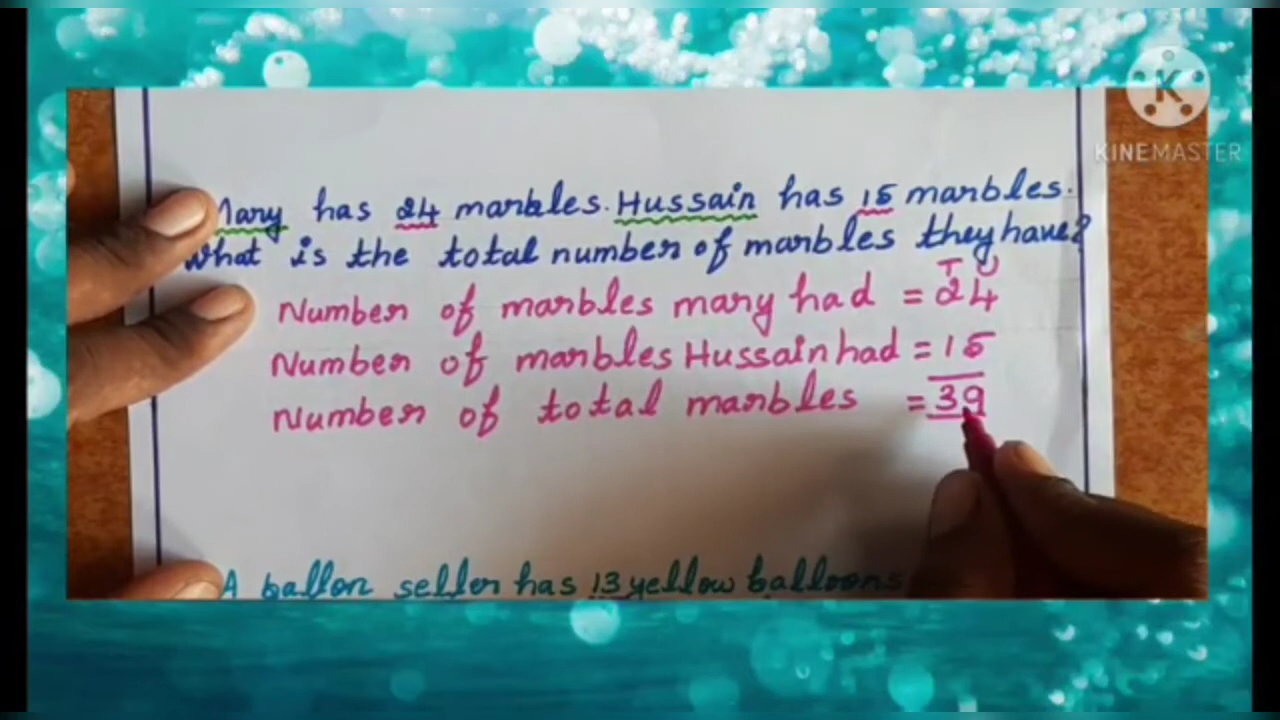 K
KINEMASTER
Mary has 24 marbles. Hussain has 15 marbles.
What is the total number of marbles they have?
T U
Number of marbles mary had = 24
Number of marbles Hussain had = 15
Number of total marbles = 39
A ballon seller has 13 yellow balloons